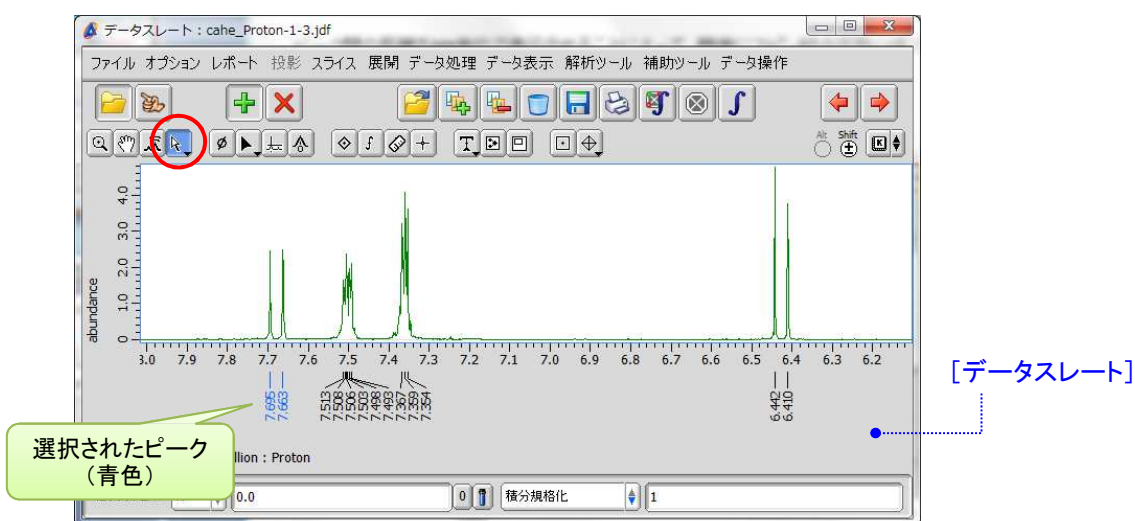 データスレート : cahe_Proton-1-3.jdf
ファイル オプション レポート 投影 スライス 展開 データ処理 データ表示 解析ツール 補助ツール データ操作
Alt Shift
abundance
4.0
3.0
2.0
1.0
0
3.0 7.9 7.8 7.7 7.6 7.5 7.4 7.3 7.2 7.1 7.0 6.9 6.8 6.7 6.6 6.5 6.4 6.3 6.2
7.695
7.663
7.513
7.508
7.506
7.503
7.498
7.493
7.367
7.359
7.354
6.442
6.410
[データスレート]
選択されたピーク
(青色)
llion : Proton
0.0 0 積分規格化 1